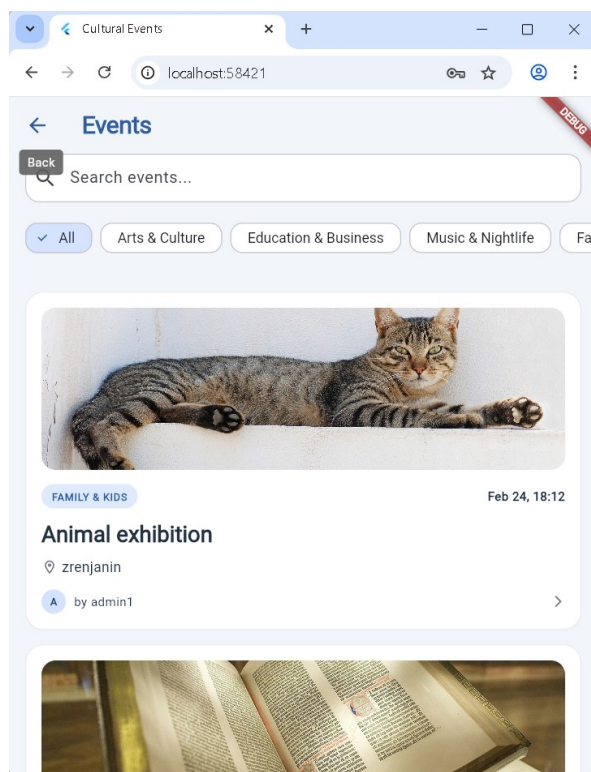 Cultural Events
localhost:58421
Events
DEBUG
Back
Search events...
All
Arts & Culture
Education & Business
Music & Nightlife
Fa
FAMILY & KIDS
Feb 24, 18:12
Animal exhibition
zrenjanin
A
by admin1